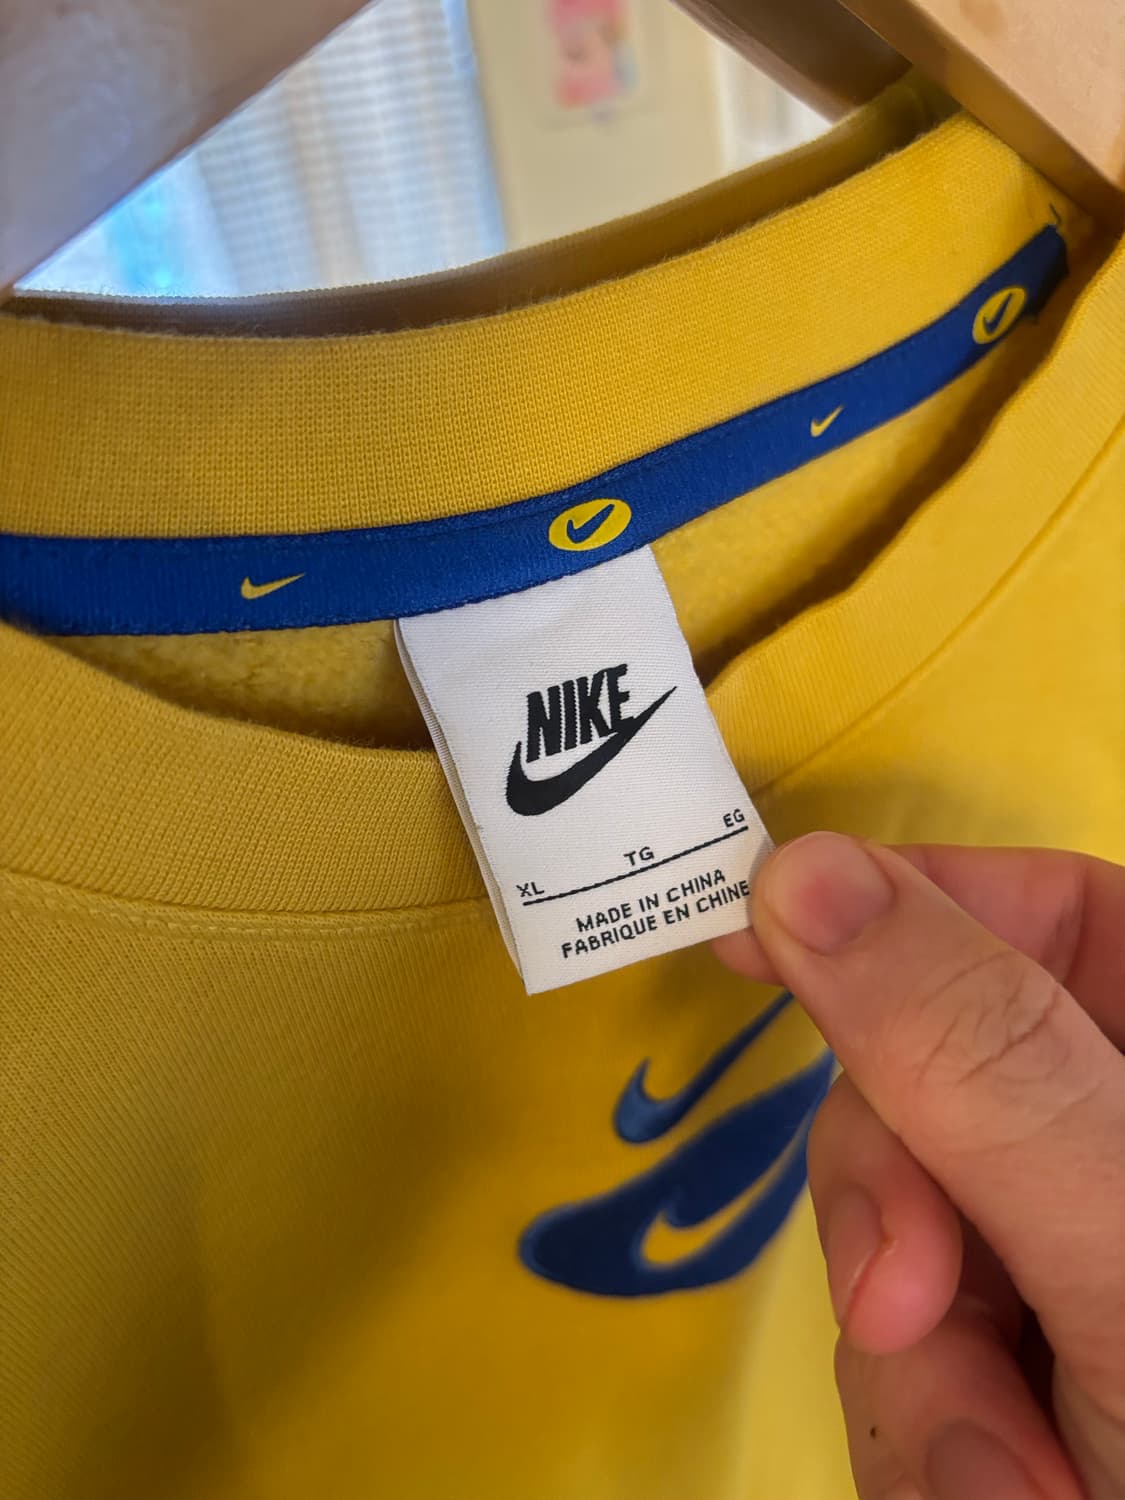 NIKE
XL TG EG
MADE IN CHINA
FABRIQUE EN CHINE